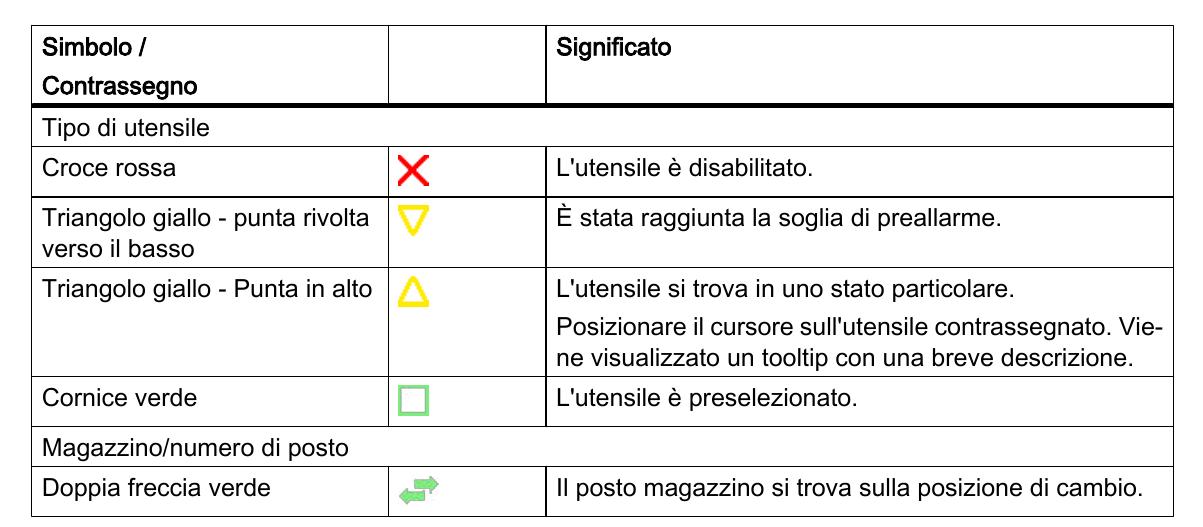 Simbolo /
Contrassegno
Significato
Tipo di utensile
Croce rossa
L'utensile è disabilitato.
Triangolo giallo - punta rivolta
verso il basso
È stata raggiunta la soglia di preallarme.
Triangolo giallo - Punta in alto
L'utensile si trova in uno stato particolare.
Posizionare il cursore sull'utensile contrassegnato. Vie-
ne visualizzato un tooltip con una breve descrizione.
Cornice verde
L'utensile è preselezionato.
Magazzino/numero di posto
Doppia freccia verde
Il posto magazzino si trova sulla posizione di cambio.